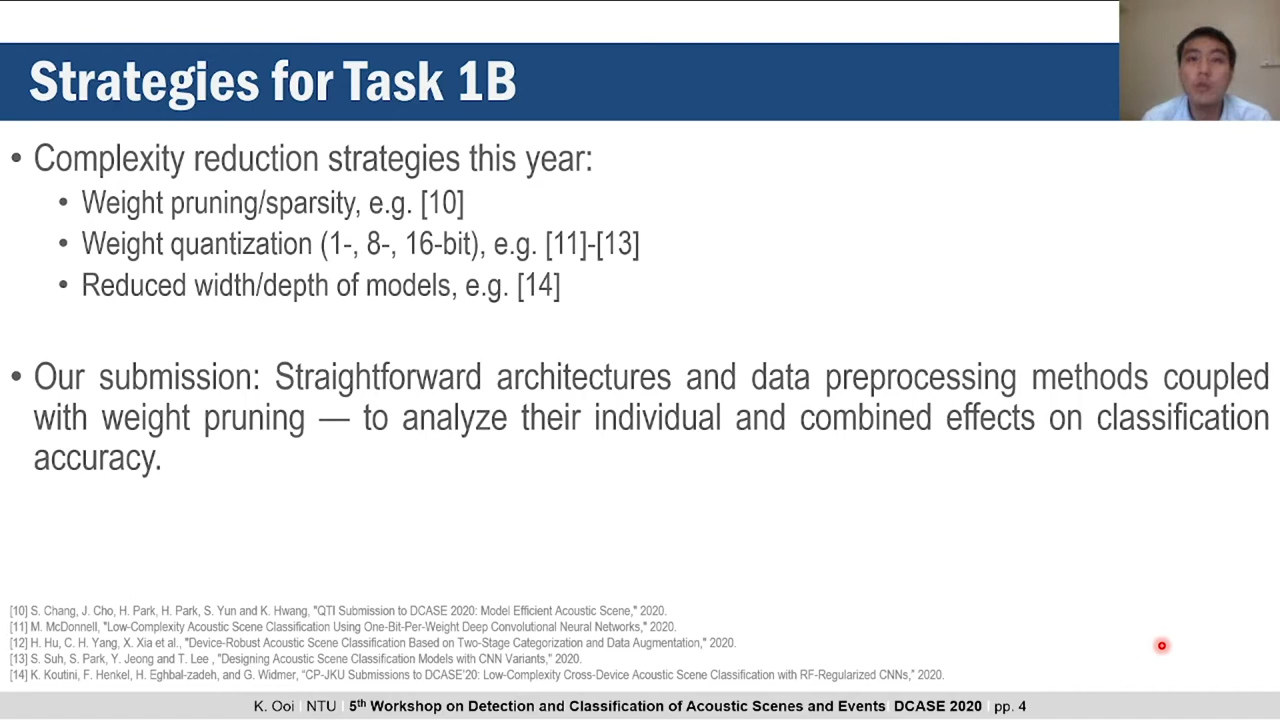 Strategies for Task 1B
• Complexity reduction strategies this year:
• Weight pruning/sparsity, e.g. [10]
• Weight quantization (1-, 8-, 16-bit), e.g. [11]-[13]
• Reduced width/depth of models, e.g. [14]
• Our submission: Straightforward architectures and data preprocessing methods coupled
with weight pruning — to analyze their individual and combined effects on classification
accuracy.
[10] S. Chang, J. Cho, H. Park, H. Park, S. Yun and K. Hwang, "QTI Submission to DCASE 2020: Model Efficient Acoustic Scene," 2020.
[11] M. McDonnell, "Low-Complexity Acoustic Scene Classification Using One-Bit-Per-Weight Deep Convolutional Neural Networks," 2020.
[12] H. Hu, C. H. Yang, X. Xia et al., "Device-Robust Acoustic Scene Classification Based on Two-Stage Categorization and Data Augmentation," 2020.
[13] S. Suh, S. Park, Y. Jeong and T. Lee , "Designing Acoustic Scene Classification Models with CNN Variants," 2020.
[14] K. Koutini, F. Henkel, H. Eghbal-zadeh, and G. Widmer, “CP-JKU Submissions to DCASE’20: Low-Complexity Cross-Device Acoustic Scene Classification with RF-Regularized CNNs,” 2020.
K. Ooi | NTU | 5th Workshop on Detection and Classification of Acoustic Scenes and Events | DCASE 2020 | pp. 4